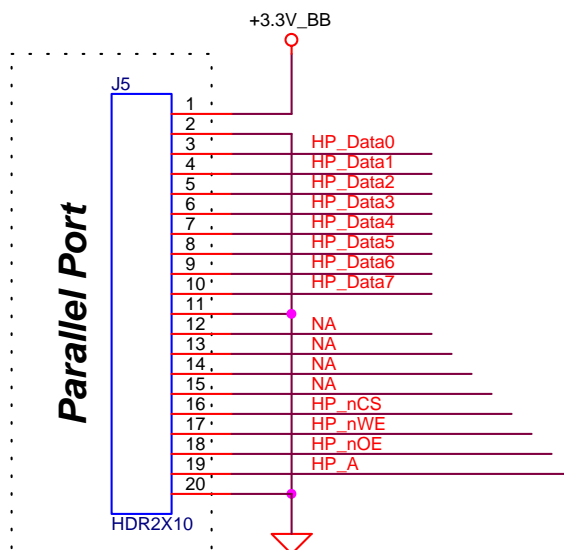 +3.3V_BB
J5
Parallel Port
1
2
3 HP_Data0
4 HP_Data1
5 HP_Data2
6 HP_Data3
7 HP_Data4
8 HP_Data5
9 HP_Data6
10 HP_Data7
11
12 NA
13 NA
14 NA
15 NA
16 HP_nCS
17 HP_nWE
18 HP_nOE
19 HP_A
20
HDR2X10